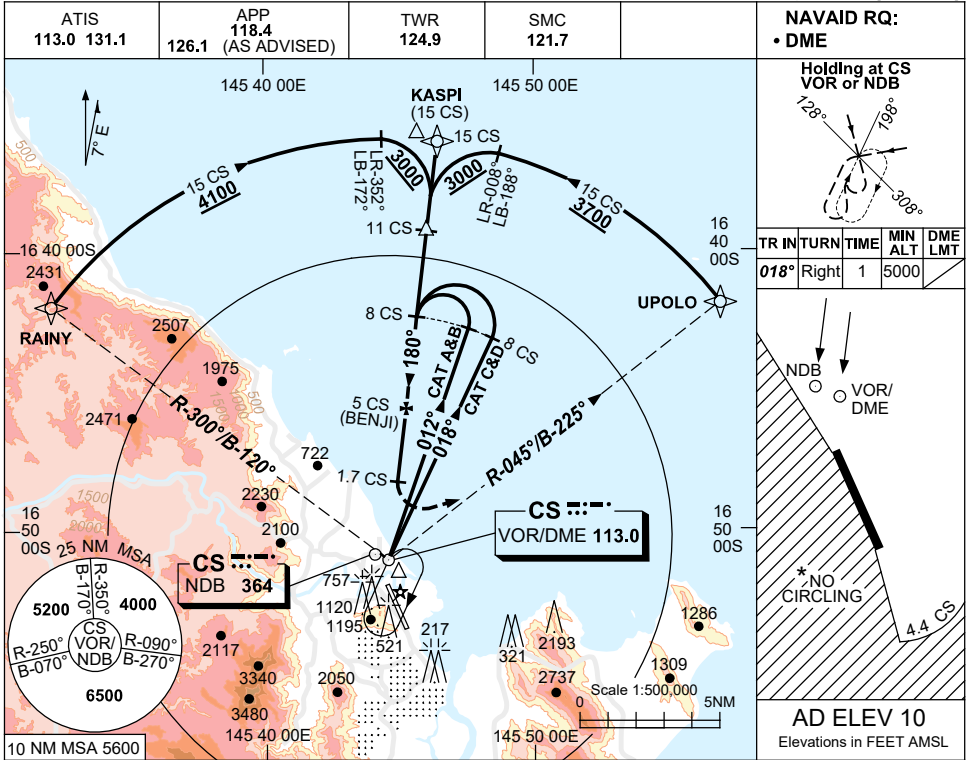 ATIS
113.0 131.1
APP
118.4
126.1 (AS ADVISED)
TWR
124.9
SMC
121.7
NAVAID RQ:
• DME
Holding at CS
VOR or NDB
128°
198°
308°
TR IN TURN TIME MIN ALT DME LMT
018° Right 1 5000
NDB
VOR/
DME
*NO
CIRCLING
4.4 CS
AD ELEV 10
Elevations in FEET AMSL
145 40 00E
145 50 00E
7° E
KASPI
(15 CS)
15 CS
500
LR-352°
LB-172°
3000
3000
LR-008°
LB-188°
15 CS
4100
15 CS
3700
11 CS
16 40 00S
16
40
00S
2431
RAINY
UPOLO
2507
8 CS
8 CS
180°
CAT A&B
CAT C&D
012°
018°
1975
500
1000
1500
5 CS
(BENJI)
2471
R-300°/B-120°
R-045°/B-225°
722
1.7 CS
1500
2000
2230
2100
16
50
00S
16
50
00S
CS
VOR/DME 113.0
CS
NDB 364
25 NM MSA
B-170°
R-350°
5200
4000
CS
VOR/
NDB
R-250°
B-070°
R-090°
B-270°
6500
10 NM MSA 5600
757
1120
1195
521
217
321
2193
1286
1309
2737
2117
3340
3480
2050
Scale 1:500,000
0
5NM
145 40 00E
145 50 00E